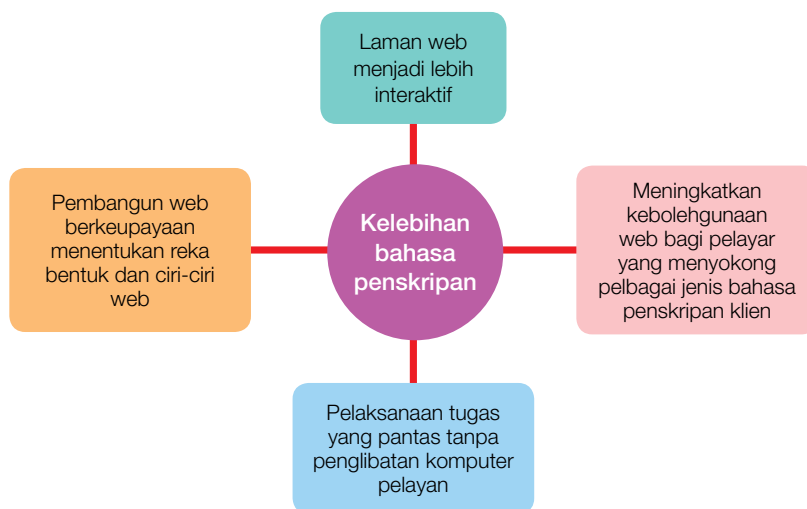 Laman web
menjadi lebih
interaktif
Pembangun web
berkeupayaan
menentukan reka
bentuk dan ciri-ciri
web
Kelebihan
bahasa
penskripan
Meningkatkan
kebolehgunaan
web bagi pelayar
yang menyokong
pelbagai jenis bahasa
penskripan klien
Pelaksanaan tugas
yang pantas tanpa
penglibatan komputer
pelayan